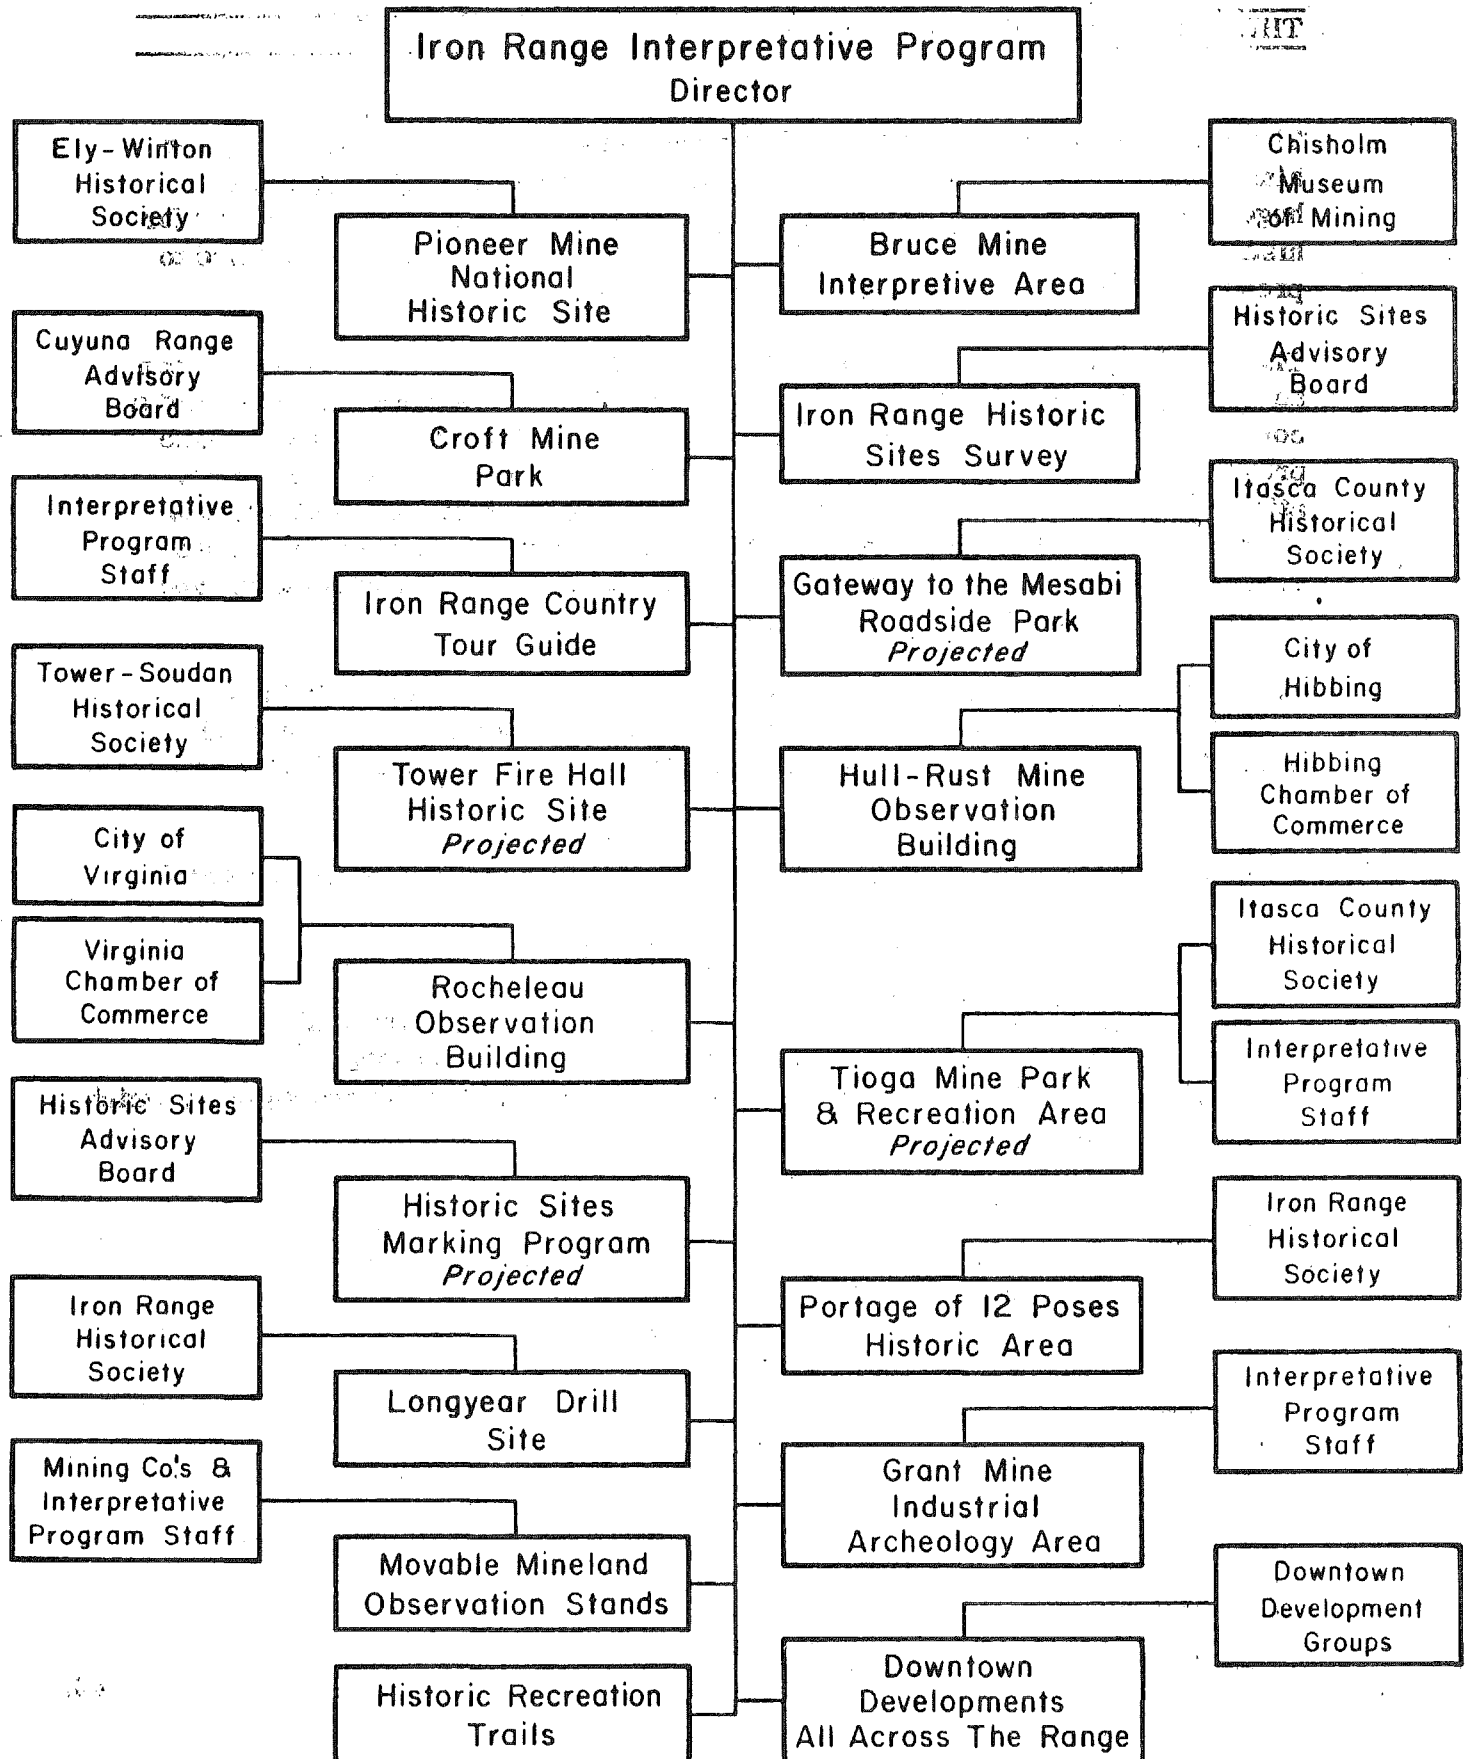 Iron Range Interpretative Program
Director
Ely-Winton
Historical
Society
Pioneer Mine
National
Historic Site
Cuyuna Range
Advisory
Board
Croft Mine
Park
Interpretative
Program
Staff
Iron Range Country
Tour Guide
Tower-Soudan
Historical
Society
Tower Fire Hall
Historic Site
Projected
City of
Virginia
Virginia
Chamber of
Commerce
Rocheleau
Observation
Building
Historic Sites
Advisory
Board
Historic Sites
Marking Program
Projected
Iron Range
Historical
Society
Longyear Drill
Site
Mining Co's &
Interpretative
Program Staff
Movable Mineland
Observation Stands
Historic Recreation
Trails
Chisholm
Museum
of Mining
Bruce Mine
Interpretive Area
Historic Sites
Advisory
Board
Iron Range Historic
Sites Survey
Itasca County
Historical
Society
Gateway to the Mesabi
Roadside Park
Projected
City of
Hibbing
Hibbing
Chamber of
Commerce
Hull-Rust Mine
Observation
Building
Itasca County
Historical
Society
Interpretative
Program
Staff
Tioga Mine Park
& Recreation Area
Projected
Iron Range
Historical
Society
Portage of 12 Poses
Historic Area
Interpretative
Program
Staff
Grant Mine
Industrial
Archeology Area
Downtown
Development
Groups
Downtown
Developments
All Across The Range